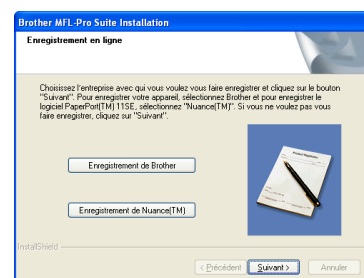 Brother MFL-Pro Suite Installation
Enregistrement en ligne
Choisissez l'entreprise avec qui vous voulez vous faire enregistrer et cliquez sur le bouton
"Suivant". Pour enregistrer votre appareil, sélectionnez Brother et pour enregistrer le
logiciel PaperPort(TM) 11SE, sélectionnez "Nuance(TM)". Si vous ne voulez pas vous
faire enregistrer, cliquez sur "Suivant".
Enregistrement de Brother
Enregistrement de Nuance(TM)
InstallShield
< Précédent
Suivant >
Annuler